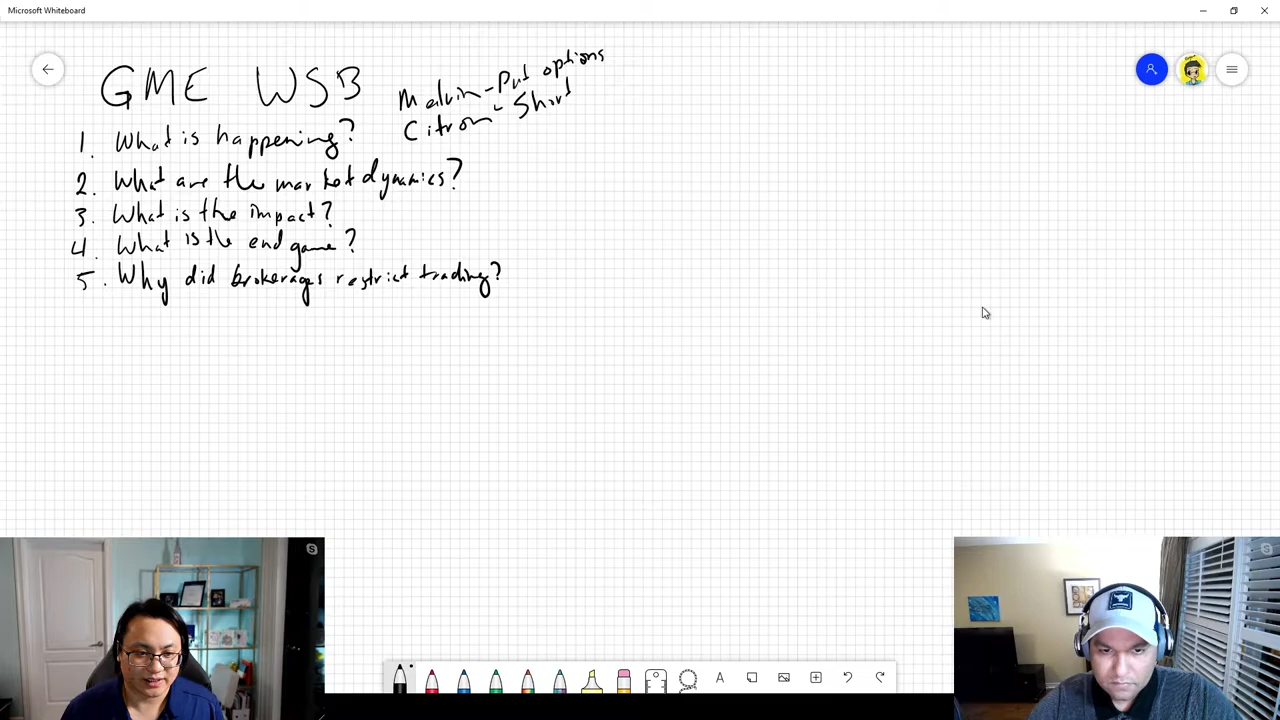 Microsoft Whiteboard
GME WSB
Melvin - Put options
Citron - Short
1. What is happening?
2. What are the market dynamics?
3. What is the impact?
4. What is the end game?
5. Why did brokerages restrict trading?